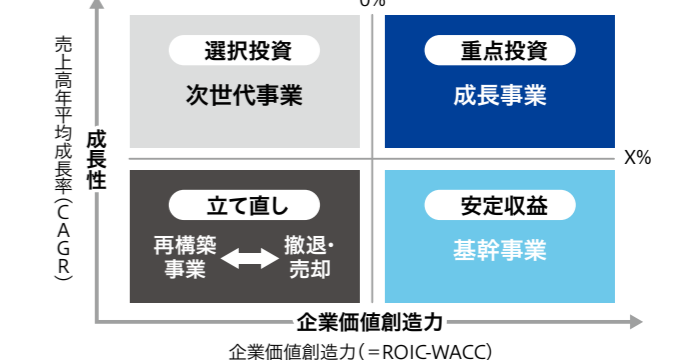 0%
選択投資
次世代事業
重点投資
成長事業
売上高年平均成長率（CAGR）
成長性
X%
立て直し
再構築
事業
撤退・
売却
安定収益
基幹事業
企業価値創造力
企業価値創造力（＝ROIC-WACC）